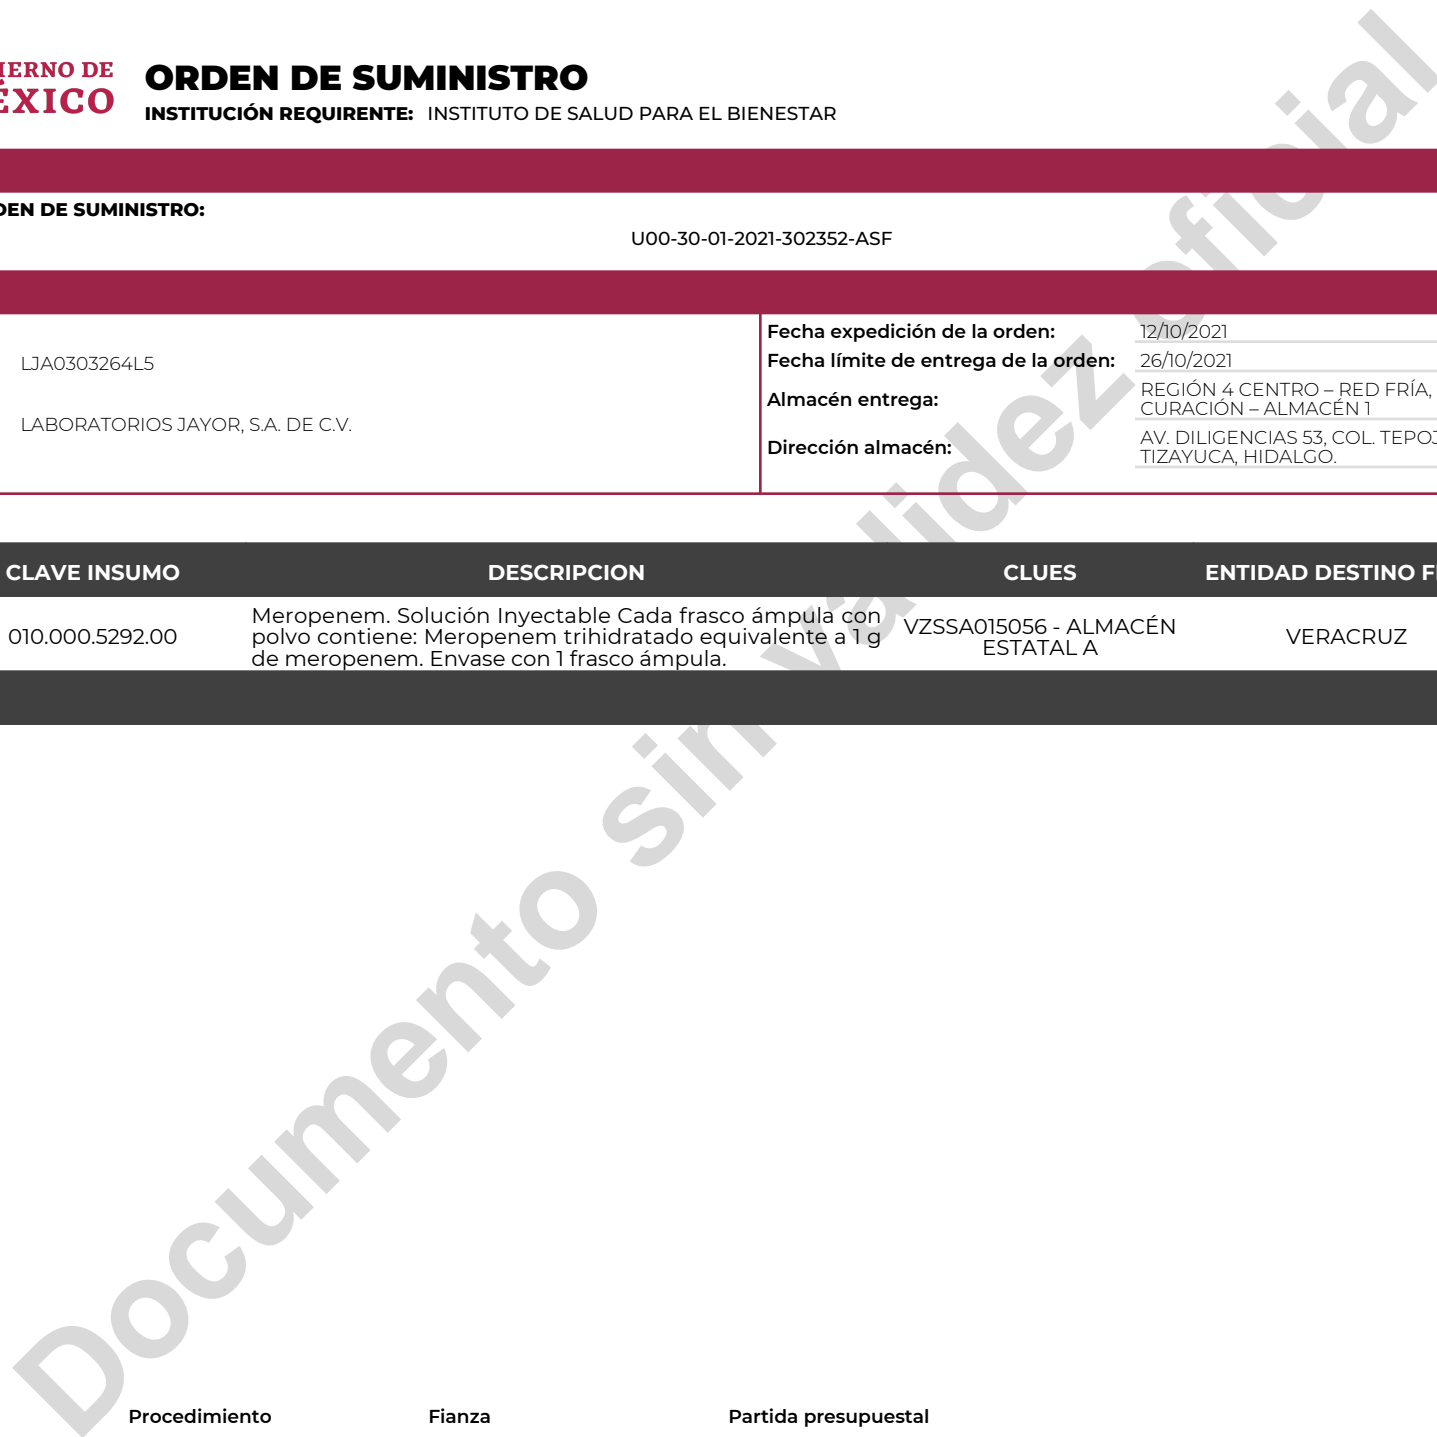 IERNO DE
ÉXICO
ORDEN DE SUMINISTRO
INSTITUCIÓN REQUIRENTE: INSTITUTO DE SALUD PARA EL BIENESTAR
DEN DE SUMINISTRO:
U00-30-01-2021-302352-ASF
LJA0303264L5
LABORATORIOS JAYOR, S.A. DE C.V.
Fecha expedición de la orden: 12/10/2021
Fecha límite de entrega de la orden: 26/10/2021
Almacén entrega: REGIÓN 4 CENTRO – RED FRÍA,
CURACIÓN – ALMACÉN 1
Dirección almacén: AV. DILIGENCIAS 53, COL. TEPOJ
TIZAYUCA, HIDALGO.
CLAVE INSUMO DESCRIPCION CLUES ENTIDAD DESTINO FI
010.000.5292.00
Meropenem. Solución Inyectable Cada frasco ámpula con
polvo contiene: Meropenem trihidratado equivalente a 1 g
de meropenem. Envase con 1 frasco ámpula.
VZSSA015056 - ALMACÉN
ESTATAL A
VERACRUZ
Documento sin validez oficial
Procedimiento Fianza Partida presupuestal